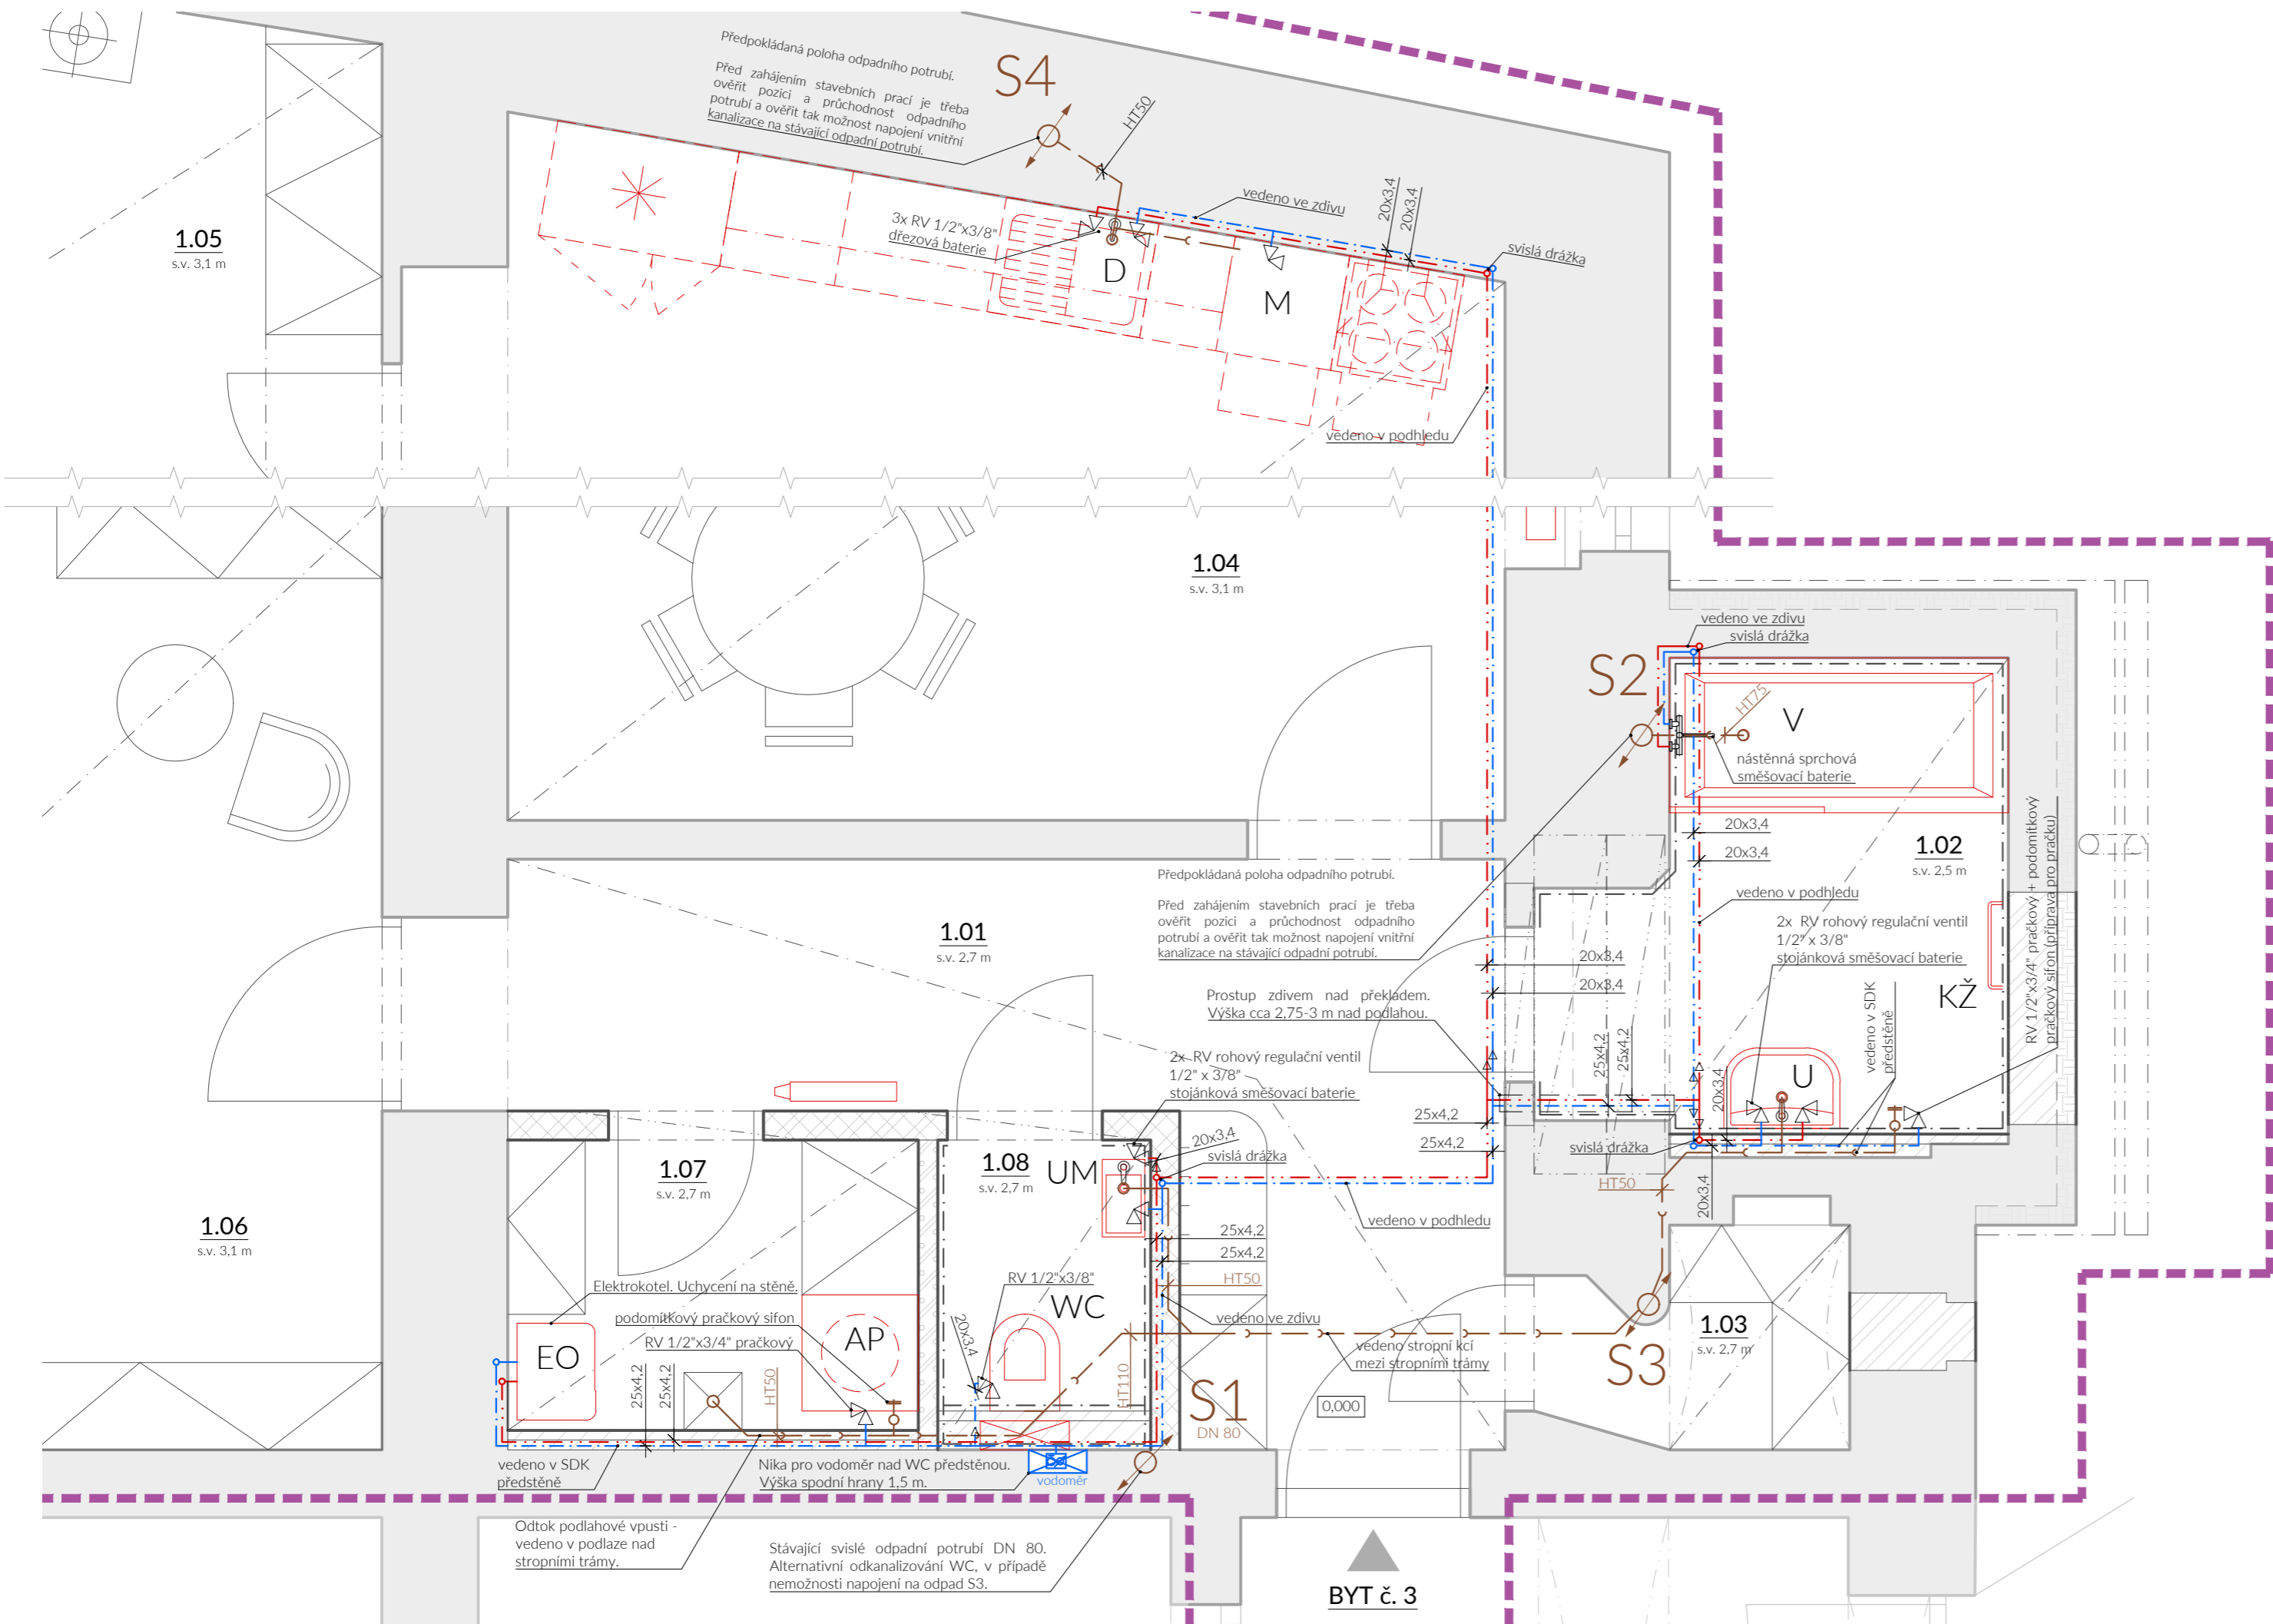 Předpokládaná poloha odpadního potrubí.
Před zahájením stavebních prací je třeba
ověřit pozici a průchodnost odpadního
potrubí a ověřit tak možnost napojení vnitřní
kanalizace na stávající odpadní potrubí.
S4
HT50
1.05
s.v. 3,1 m
3x RV 1/2"x3/8"
dřezová baterie
vedeno ve zdivu
20x3,4
20x3,4
svislá drážka
D
M
vedeno v podhledu
1.04
s.v. 3,1 m
vedeno ve zdivu
svislá drážka
S2
HT75
V
nástěnná sprchová
směšovací baterie
20x3,4
20x3,4
1.02
s.v. 2,5 m
vedeno v podhledu
2x RV rohový regulační ventil
1/2" x 3/8"
stojánková směšovací baterie
RV 1/2"x3/4" pračkový + podomítkový
pračkový sifon (příprava pro pračku)
KŽ
vedeno v SDK
předstěně
U
Předpokládaná poloha odpadního potrubí.
Před zahájením stavebních prací je třeba
ověřit pozici a průchodnost odpadního
potrubí a ověřit tak možnost napojení vnitřní
kanalizace na stávající odpadní potrubí.
1.01
s.v. 2,7 m
20x3,4
20x3,4
Prostup zdivem nad překladem.
Výška cca 2,75-3 m nad podlahou.
25x4,2
25x4,2
20x3,4
2x RV rohový regulační ventil
1/2" x 3/8"
stojánková směšovací baterie
25x4,2
25x4,2
20x3,4
svislá drážka
svislá drážka
HT50
20x3,4
1.07
s.v. 2,7 m
1.08
s.v. 2,7 m
UM
vedeno v podhledu
1.06
s.v. 3,1 m
25x4,2
25x4,2
HT50
Elektrokotel. Uchycení na stěně.
RV 1/2"x3/8"
WC
podomítkový pračkový sifon
RV 1/2"x3/4" pračkový
AP
EO
20x3,4
vedeno ve zdivu
vedeno stropní kcí
mezi stropními trámy
1.03
s.v. 2,7 m
S3
25x4,2
25x4,2
HT50
HT110
S1
DN 80
0,000
vedeno v SDK
předstěně
Nika pro vodoměr nad WC předstěnou.
Výška spodní hrany 1,5 m.
vodoměr
Odtok podlahové vpusti -
vedeno v podlaze nad
stropními trámy.
Stávající svislé odpadní potrubí DN 80.
Alternativní odkanalizování WC, v případě
nemožnosti napojení na odpad S3.
BYT č. 3